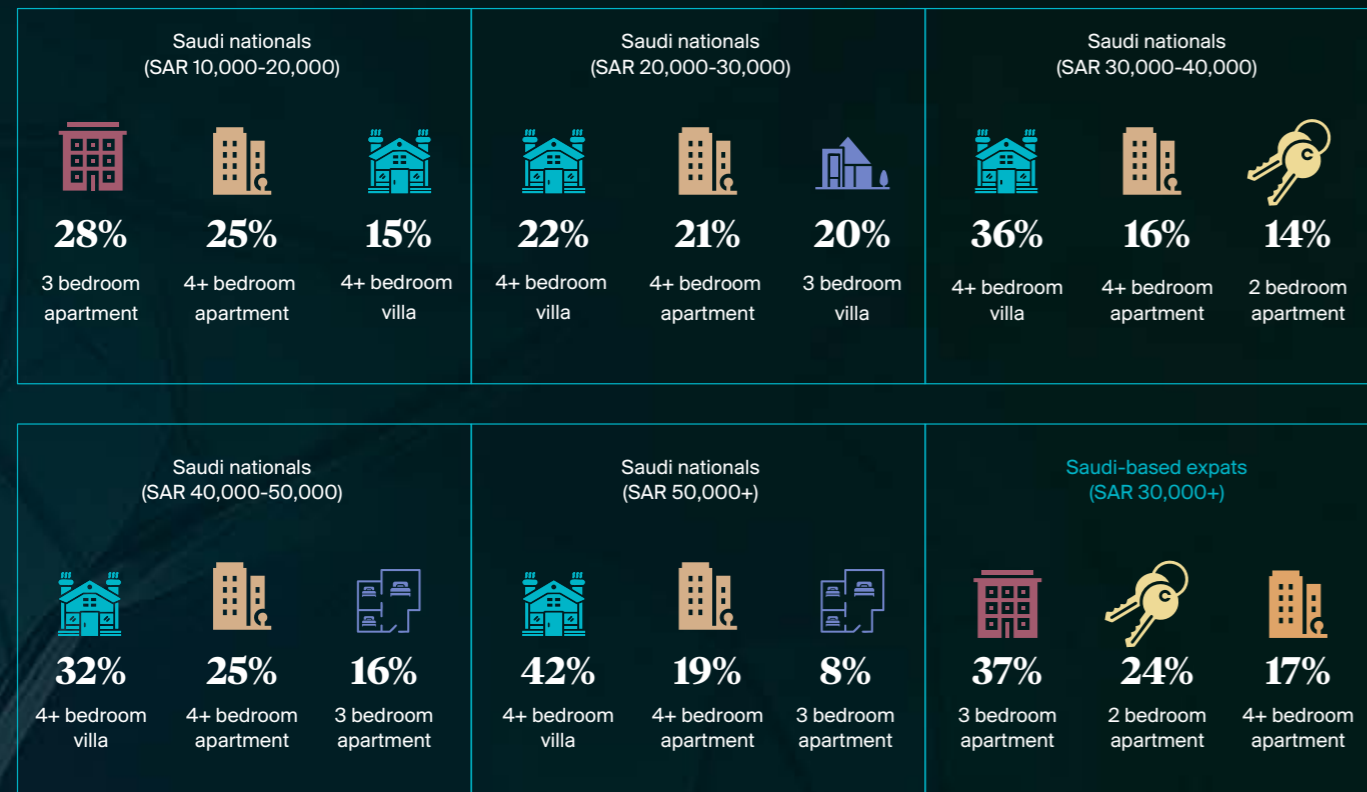 Saudi nationals
(SAR 10,000-20,000)
28%
3 bedroom
apartment
25%
4+ bedroom
apartment
15%
4+ bedroom
villa
Saudi nationals
(SAR 20,000-30,000)
22%
4+ bedroom
villa
21%
4+ bedroom
apartment
20%
3 bedroom
villa
Saudi nationals
(SAR 30,000-40,000)
36%
4+ bedroom
villa
16%
4+ bedroom
apartment
14%
2 bedroom
apartment
Saudi nationals
(SAR 40,000-50,000)
32%
4+ bedroom
villa
25%
4+ bedroom
apartment
16%
3 bedroom
apartment
Saudi nationals
(SAR 50,000+)
42%
4+ bedroom
villa
19%
4+ bedroom
apartment
8%
3 bedroom
apartment
Saudi-based expats
(SAR 30,000+)
37%
3 bedroom
apartment
24%
2 bedroom
apartment
17%
4+ bedroom
apartment